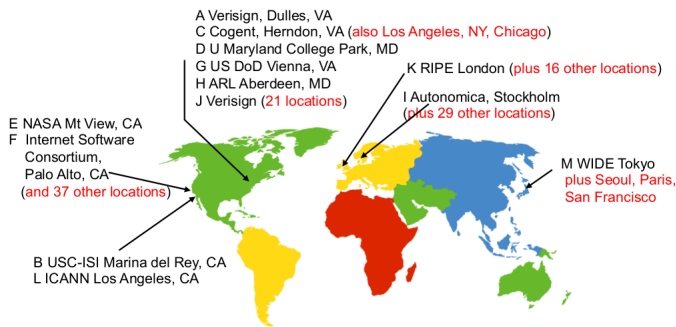 A Verisign, Dulles, VA
C Cogent, Herndon, VA (also Los Angeles, NY, Chicago)
D U Maryland College Park, MD
G US DoD Vienna, VA
H ARL Aberdeen, MD
J Verisign (21 locations)
K RIPE London (plus 16 other locations)
I Autonomica, Stockholm
(plus 29 other locations)
E NASA Mt View, CA
F Internet Software
Consortium,
Palo Alto, CA
(and 37 other locations)
M WIDE Tokyo
plus Seoul, Paris,
San Francisco
B USC-ISI Marina del Rey, CA
L ICANN Los Angeles, CA